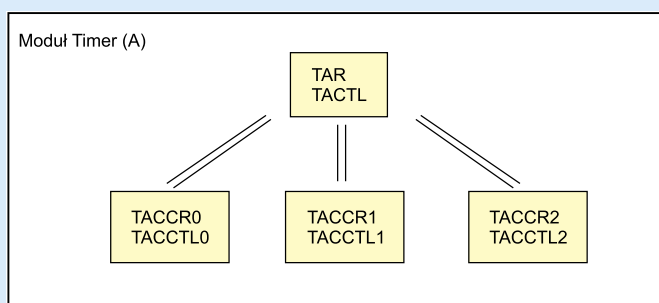 Moduł Timer (A)
TAR
TACTL
TACCR0
TACCTL0
TACCR1
TACCTL1
TACCR2
TACCTL2